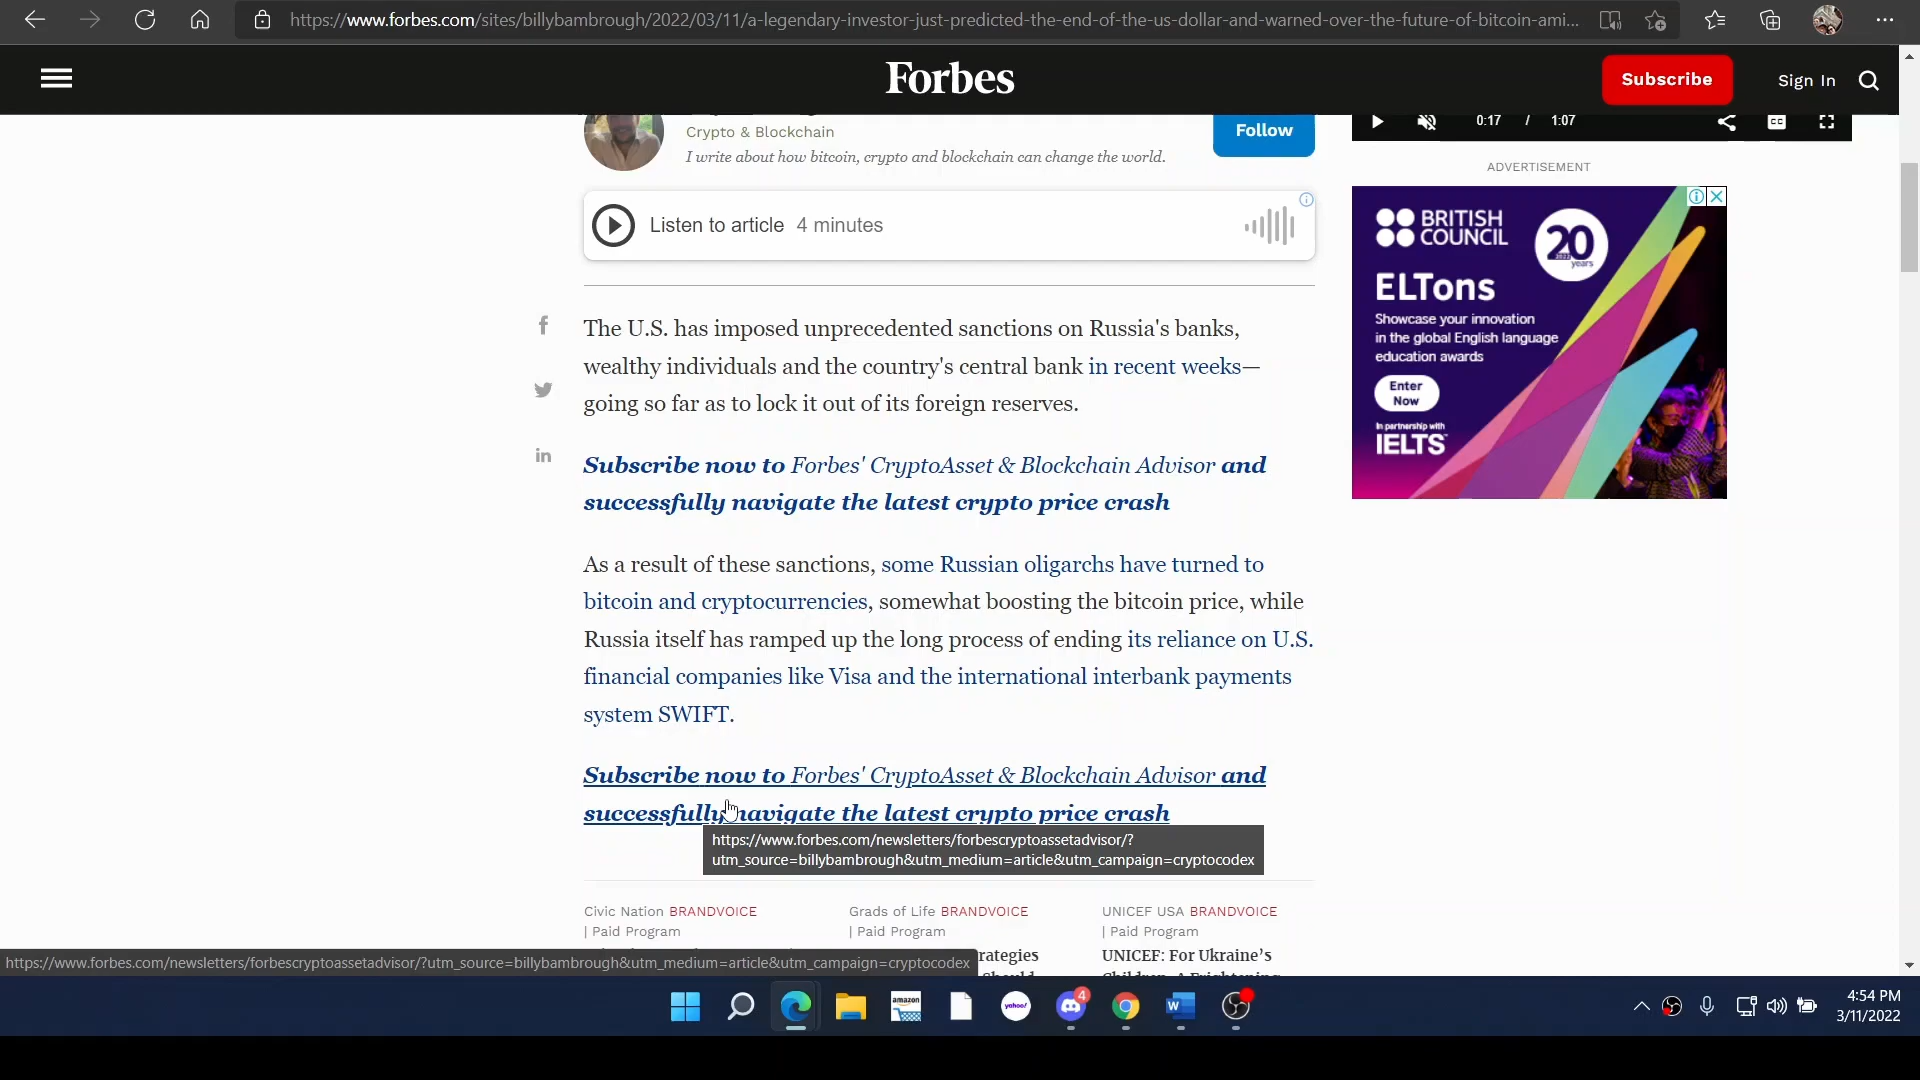 https://www.forbes.com/sites/billybambrough/2022/03/11/a-legendary-investor-just-predicted-the-end-of-the-us-dollar-and-warned-over-the-future-of-bitcoin-ami...
Forbes
Subscribe
Sign In
Crypto & Blockchain
I write about how bitcoin, crypto and blockchain can change the world.
Follow
0:17 / 1:07
CC
ADVERTISEMENT
Listen to article 4 minutes
BRITISH
COUNCIL
20
years
ELTons
Showcase your innovation
in the global English language
education awards
Enter
Now
In partnership with
IELTS™
The U.S. has imposed unprecedented sanctions on Russia's banks,
wealthy individuals and the country's central bank in recent weeks—
going so far as to lock it out of its foreign reserves.
Subscribe now to Forbes' CryptoAsset & Blockchain Advisor and
successfully navigate the latest crypto price crash
As a result of these sanctions, some Russian oligarchs have turned to
bitcoin and cryptocurrencies, somewhat boosting the bitcoin price, while
Russia itself has ramped up the long process of ending its reliance on U.S.
financial companies like Visa and the international interbank payments
system SWIFT.
Subscribe now to Forbes' CryptoAsset & Blockchain Advisor and
successfully navigate the latest crypto price crash
https://www.forbes.com/newsletters/forbescryptoassetadvisor/?
utm_source=billybambrough&utm_medium=article&utm_campaign=cryptocodex
Civic Nation BRANDVOICE
| Paid Program
Grads of Life BRANDVOICE
| Paid Program
UNICEF USA BRANDVOICE
| Paid Program
UNICEF: For Ukraine's
https://www.forbes.com/newsletters/forbescryptoassetadvisor/?utm_source=billybambrough&utm_medium=article&utm_campaign=cryptocodex
amazon
yahoo!
4
W
4:54 PM
3/11/2022